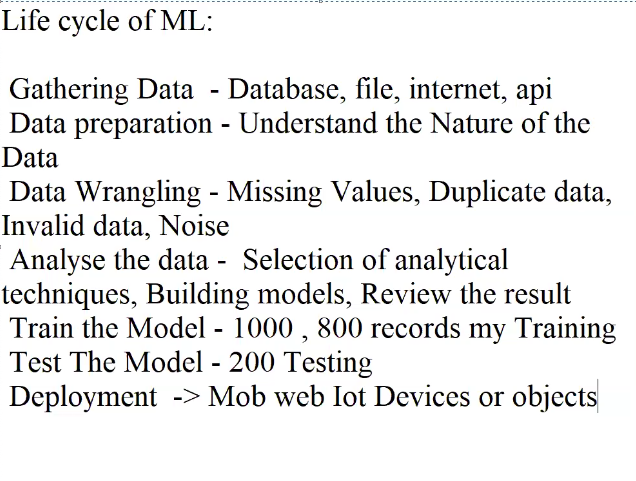 Life cycle of ML:
Gathering Data  - Database, file, internet, api
Data preparation - Understand the Nature of the
Data
Data Wrangling - Missing Values, Duplicate data,
Invalid data, Noise
Analyse the data -  Selection of analytical
techniques, Building models, Review the result
Train the Model - 1000 , 800 records my Training
Test The Model - 200 Testing
Deployment  -> Mob web Iot Devices or objects